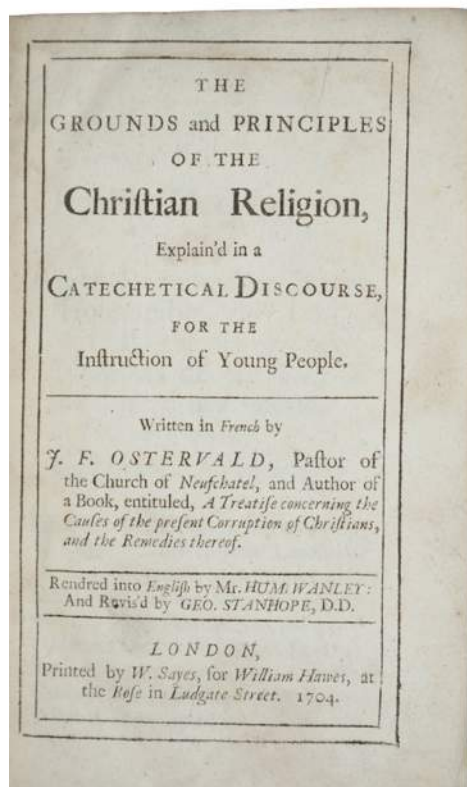 THE
GROUNDS and PRINCIPLES
OF THE
Chriſtian Religion,
Explain'd in a
CATECHETICAL DISCOURSE,
FOR THE
Inſtruction of Young People.
Written in French by
J. F. OSTERVALD, Paſtor of
the Church of Neufchatel, and Author of
a Book, entituled, A Treatiſe concerning the
Cauſes of the preſent Corruption of Chriſtians,
and the Remedies thereof.
Rendred into Engliſh by Mr. HUM. WANLEY:
And Revis'd by GEO. STANHOPE, D.D.
LONDON,
Printed by W. Sayes, for William Hawes, at
the Roſe in Ludgate Street. 1704.